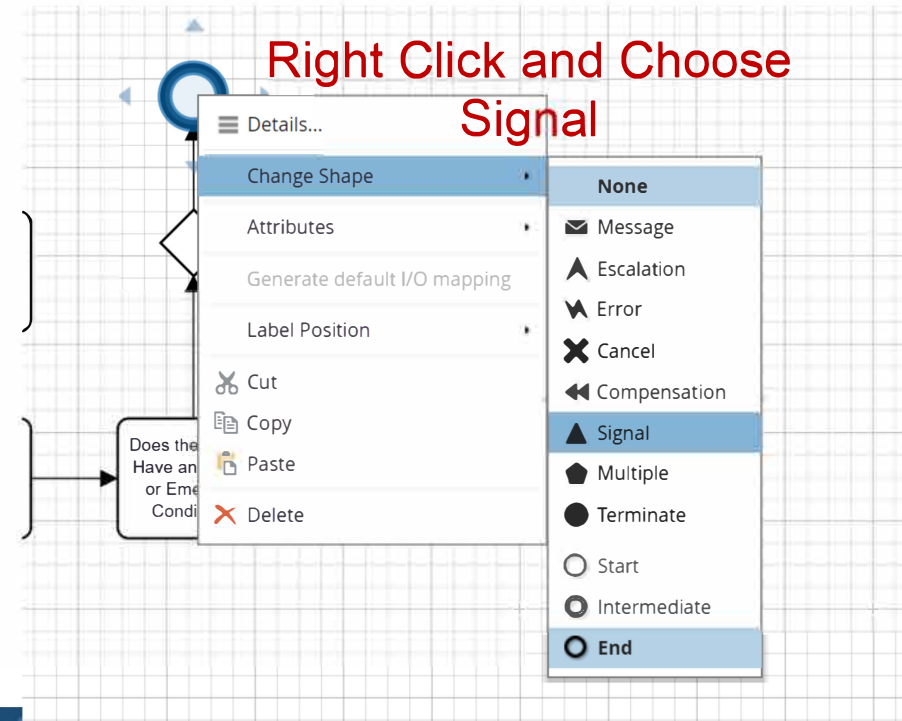 Right Click and Choose
Signal
Details...
Change Shape
Attributes
Generate default I/O mapping
Label Position
Cut
Copy
Paste
Delete
None
Message
Escalation
Error
Cancel
Compensation
Signal
Multiple
Terminate
Start
Intermediate
End
Does the
Have an
or Eme
Condi